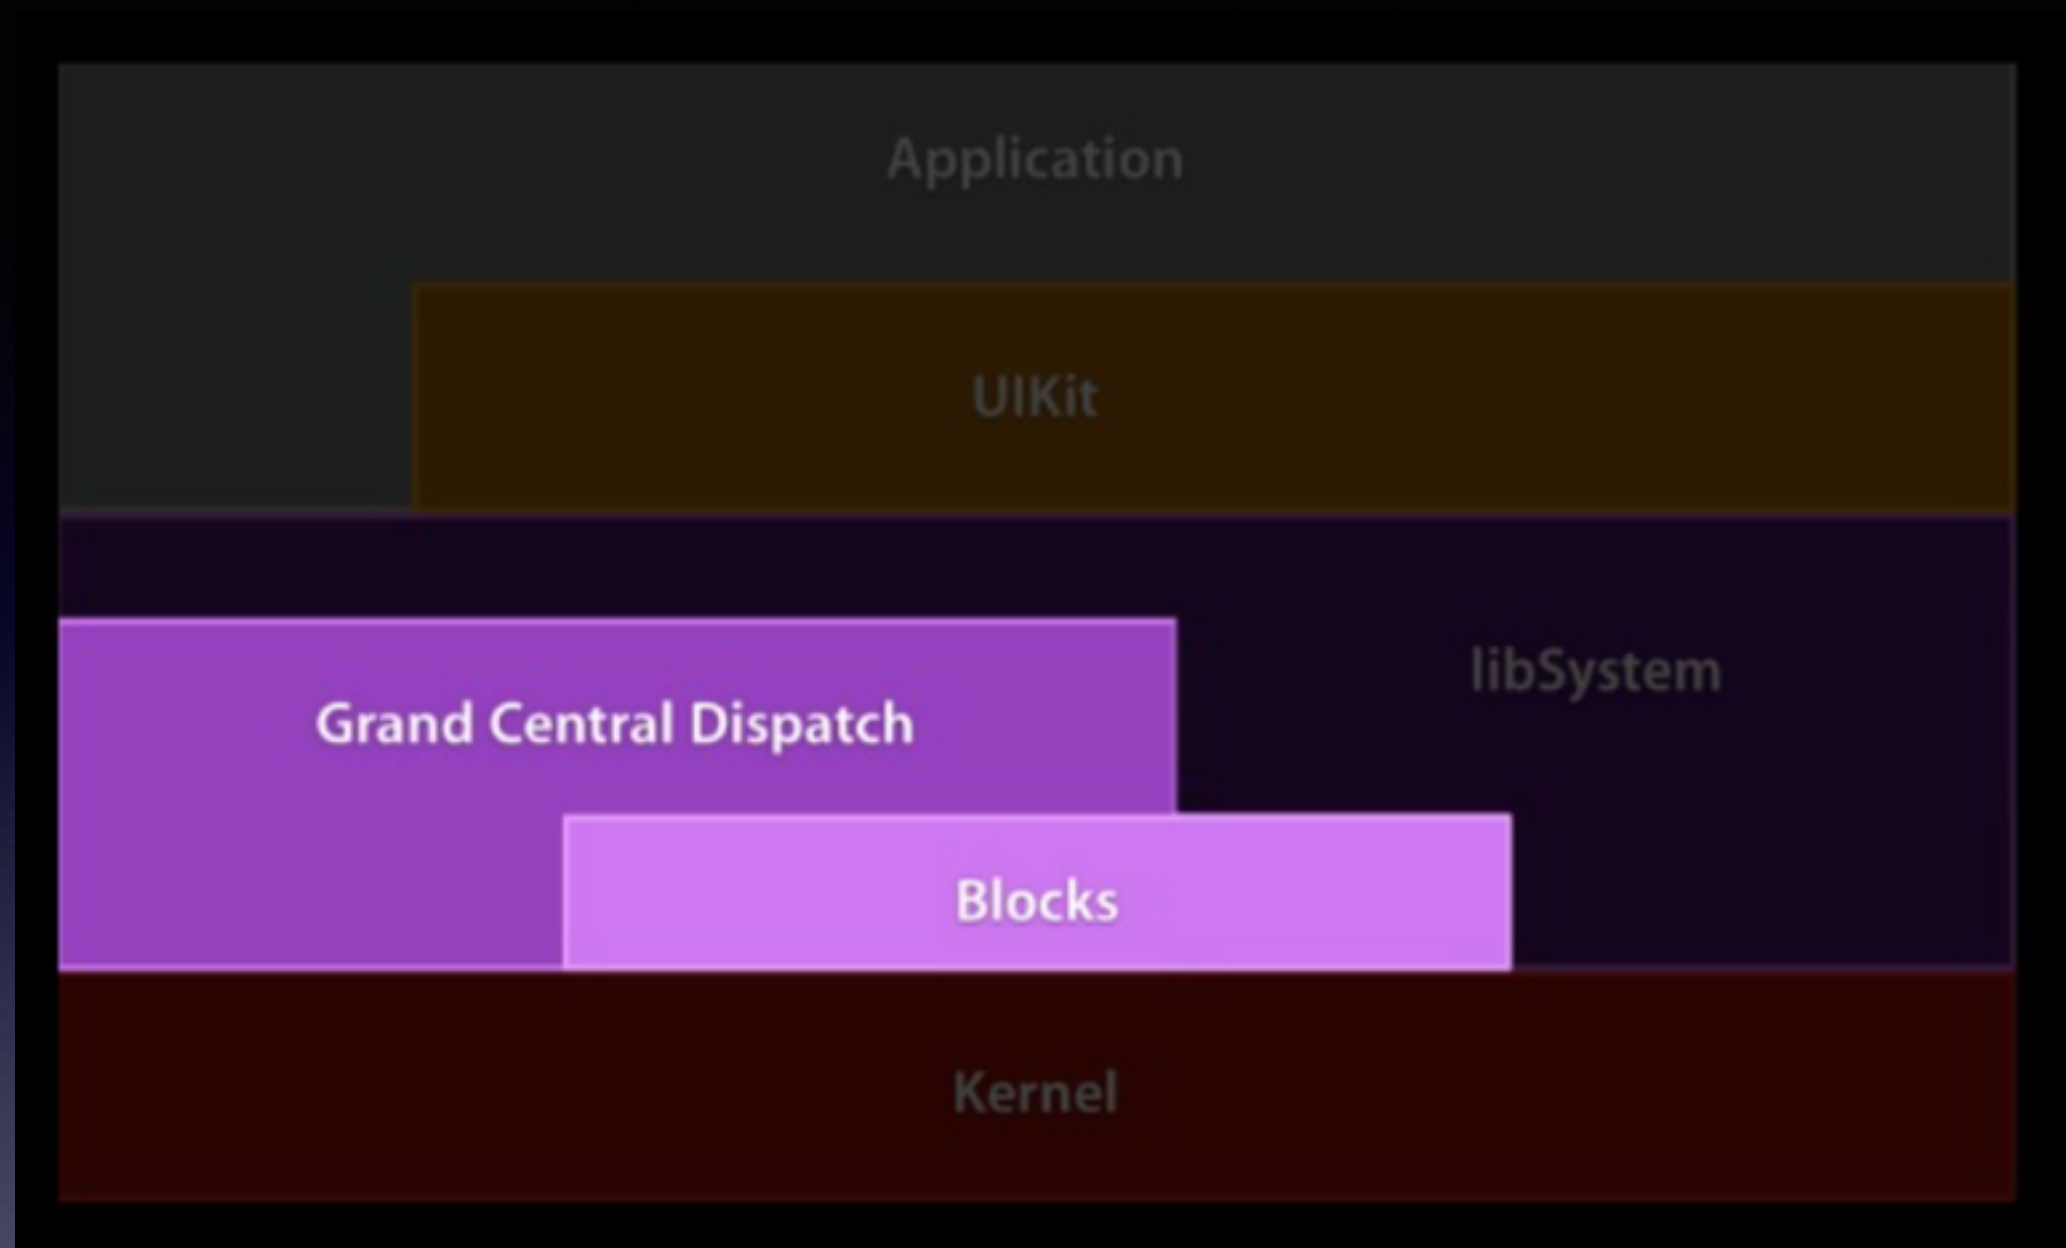 Application
UIKit
libSystem
Grand Central Dispatch
Blocks
Kernel